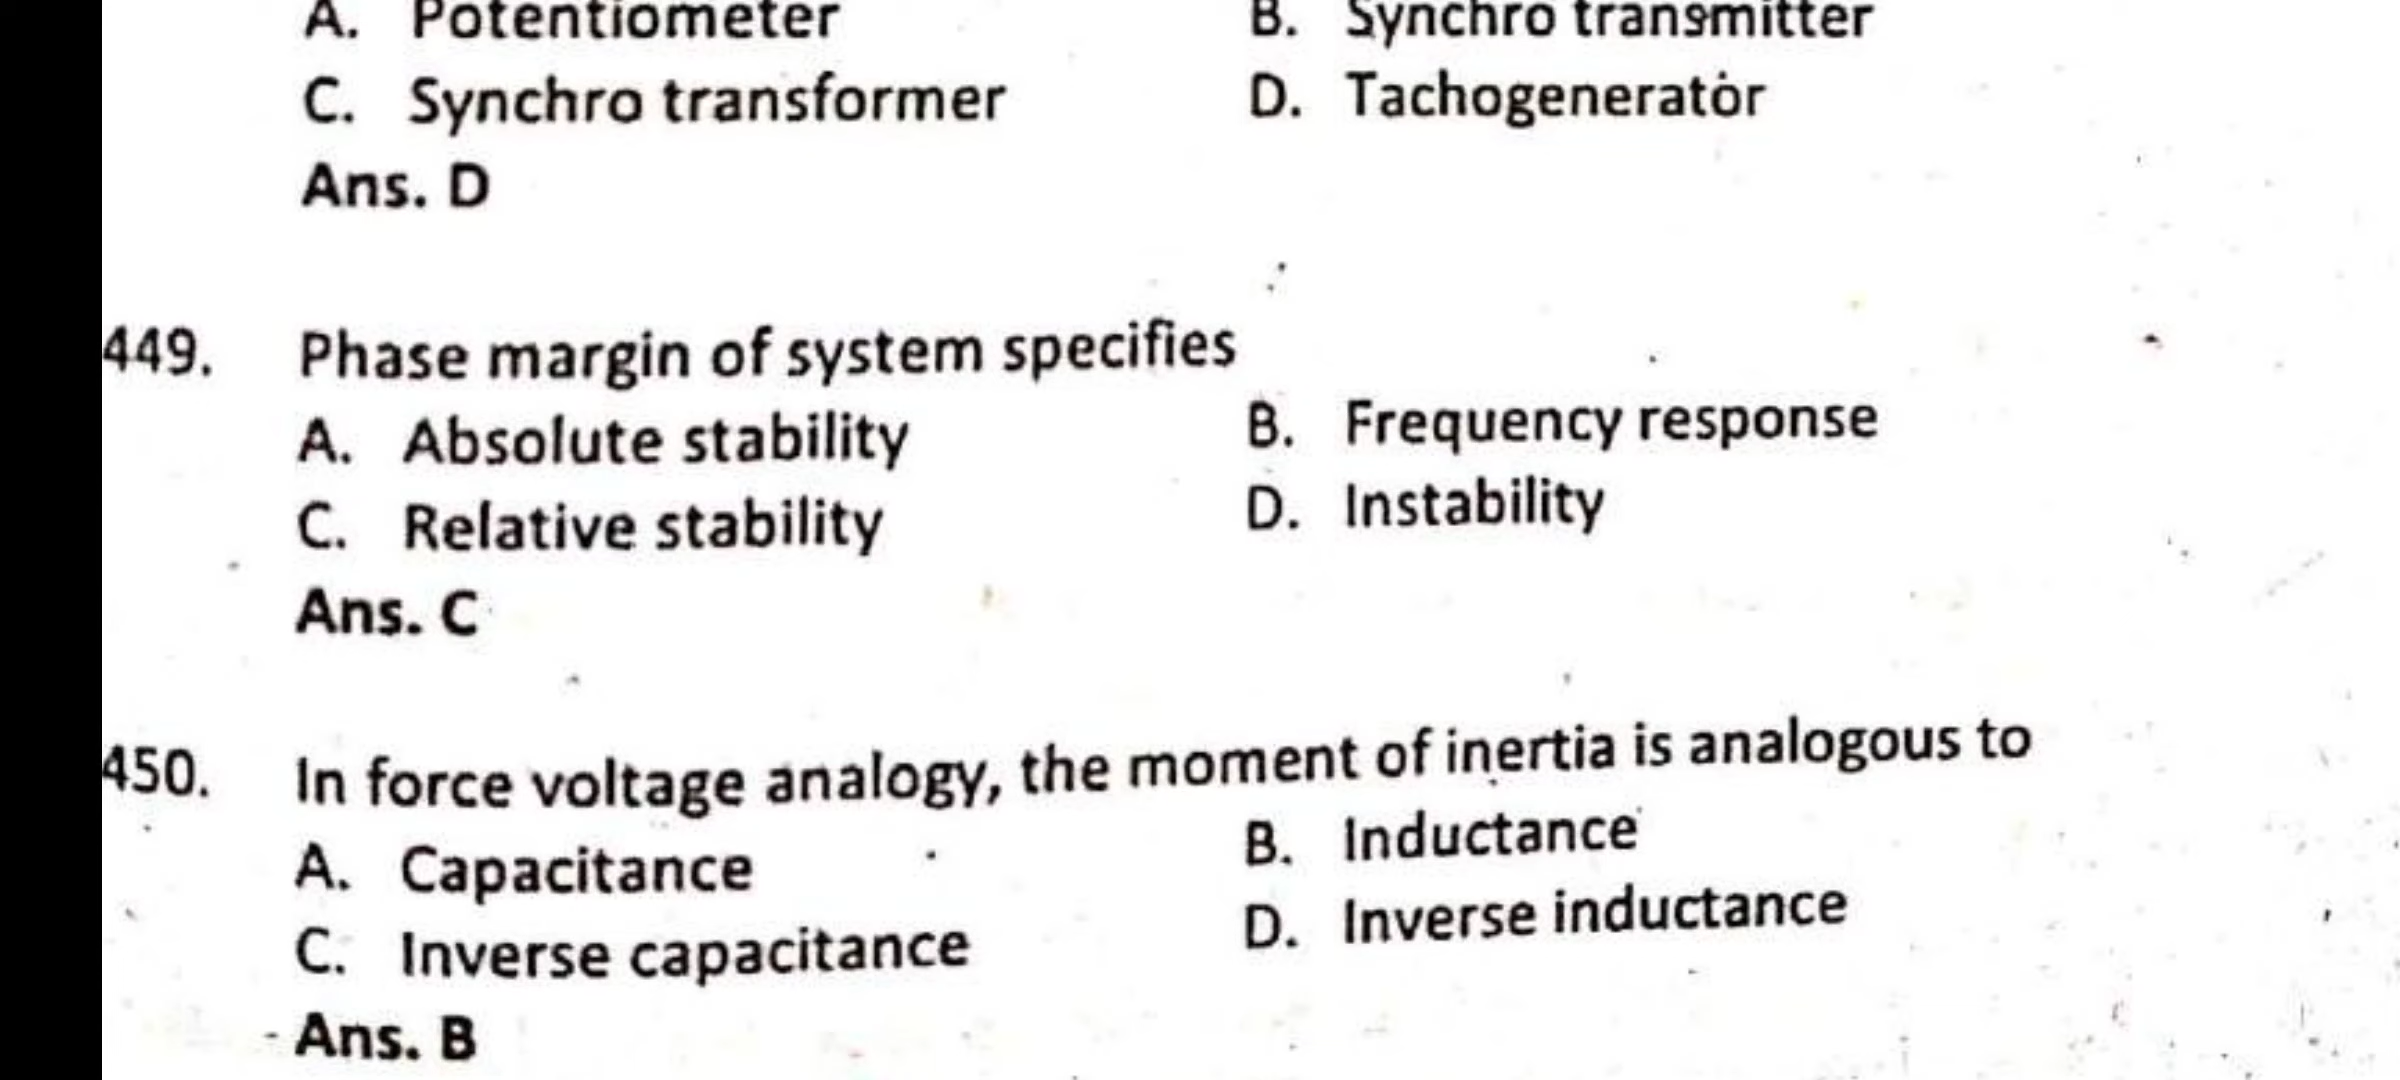 A. Potentiometer B. Synchro transmitter
C. Synchro transformer D. Tachogenerator
Ans. D
449. Phase margin of system specifies
A. Absolute stability B. Frequency response
C. Relative stability D. Instability
Ans. C
450. In force voltage analogy, the moment of inertia is analogous to
A. Capacitance B. Inductance
C. Inverse capacitance D. Inverse inductance
Ans. B